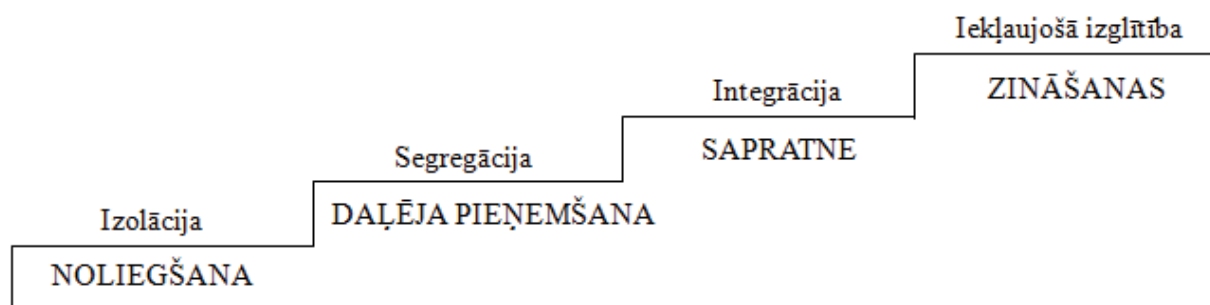 Iekļaujošā izglītība
ZINĀŠANAS
Integrācija
SAPRATNE
Segregācija
DAĻĒJA PIEŅEMŠANA
Izolācija
NOLIEGŠANA